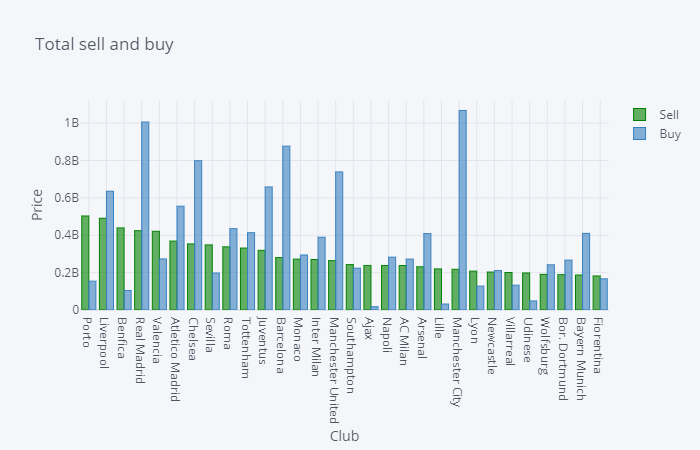 Total sell and buy
Sell
Buy
Price
1B
0.8B
0.6B
0.4B
0.2B
0
Porto
Liverpool
Benfica
Real Madrid
Valencia
Atletico Madrid
Chelsea
Sevilla
Roma
Tottenham
Juventus
Barcelona
Monaco
Inter Milan
Manchester United
Southampton
Ajax
Napoli
AC Milan
Arsenal
Lille
Manchester City
Lyon
Newcastle
Villarreal
Udinese
Wolfsburg
Bor. Dortmund
Bayern Munich
Fiorentina
Club